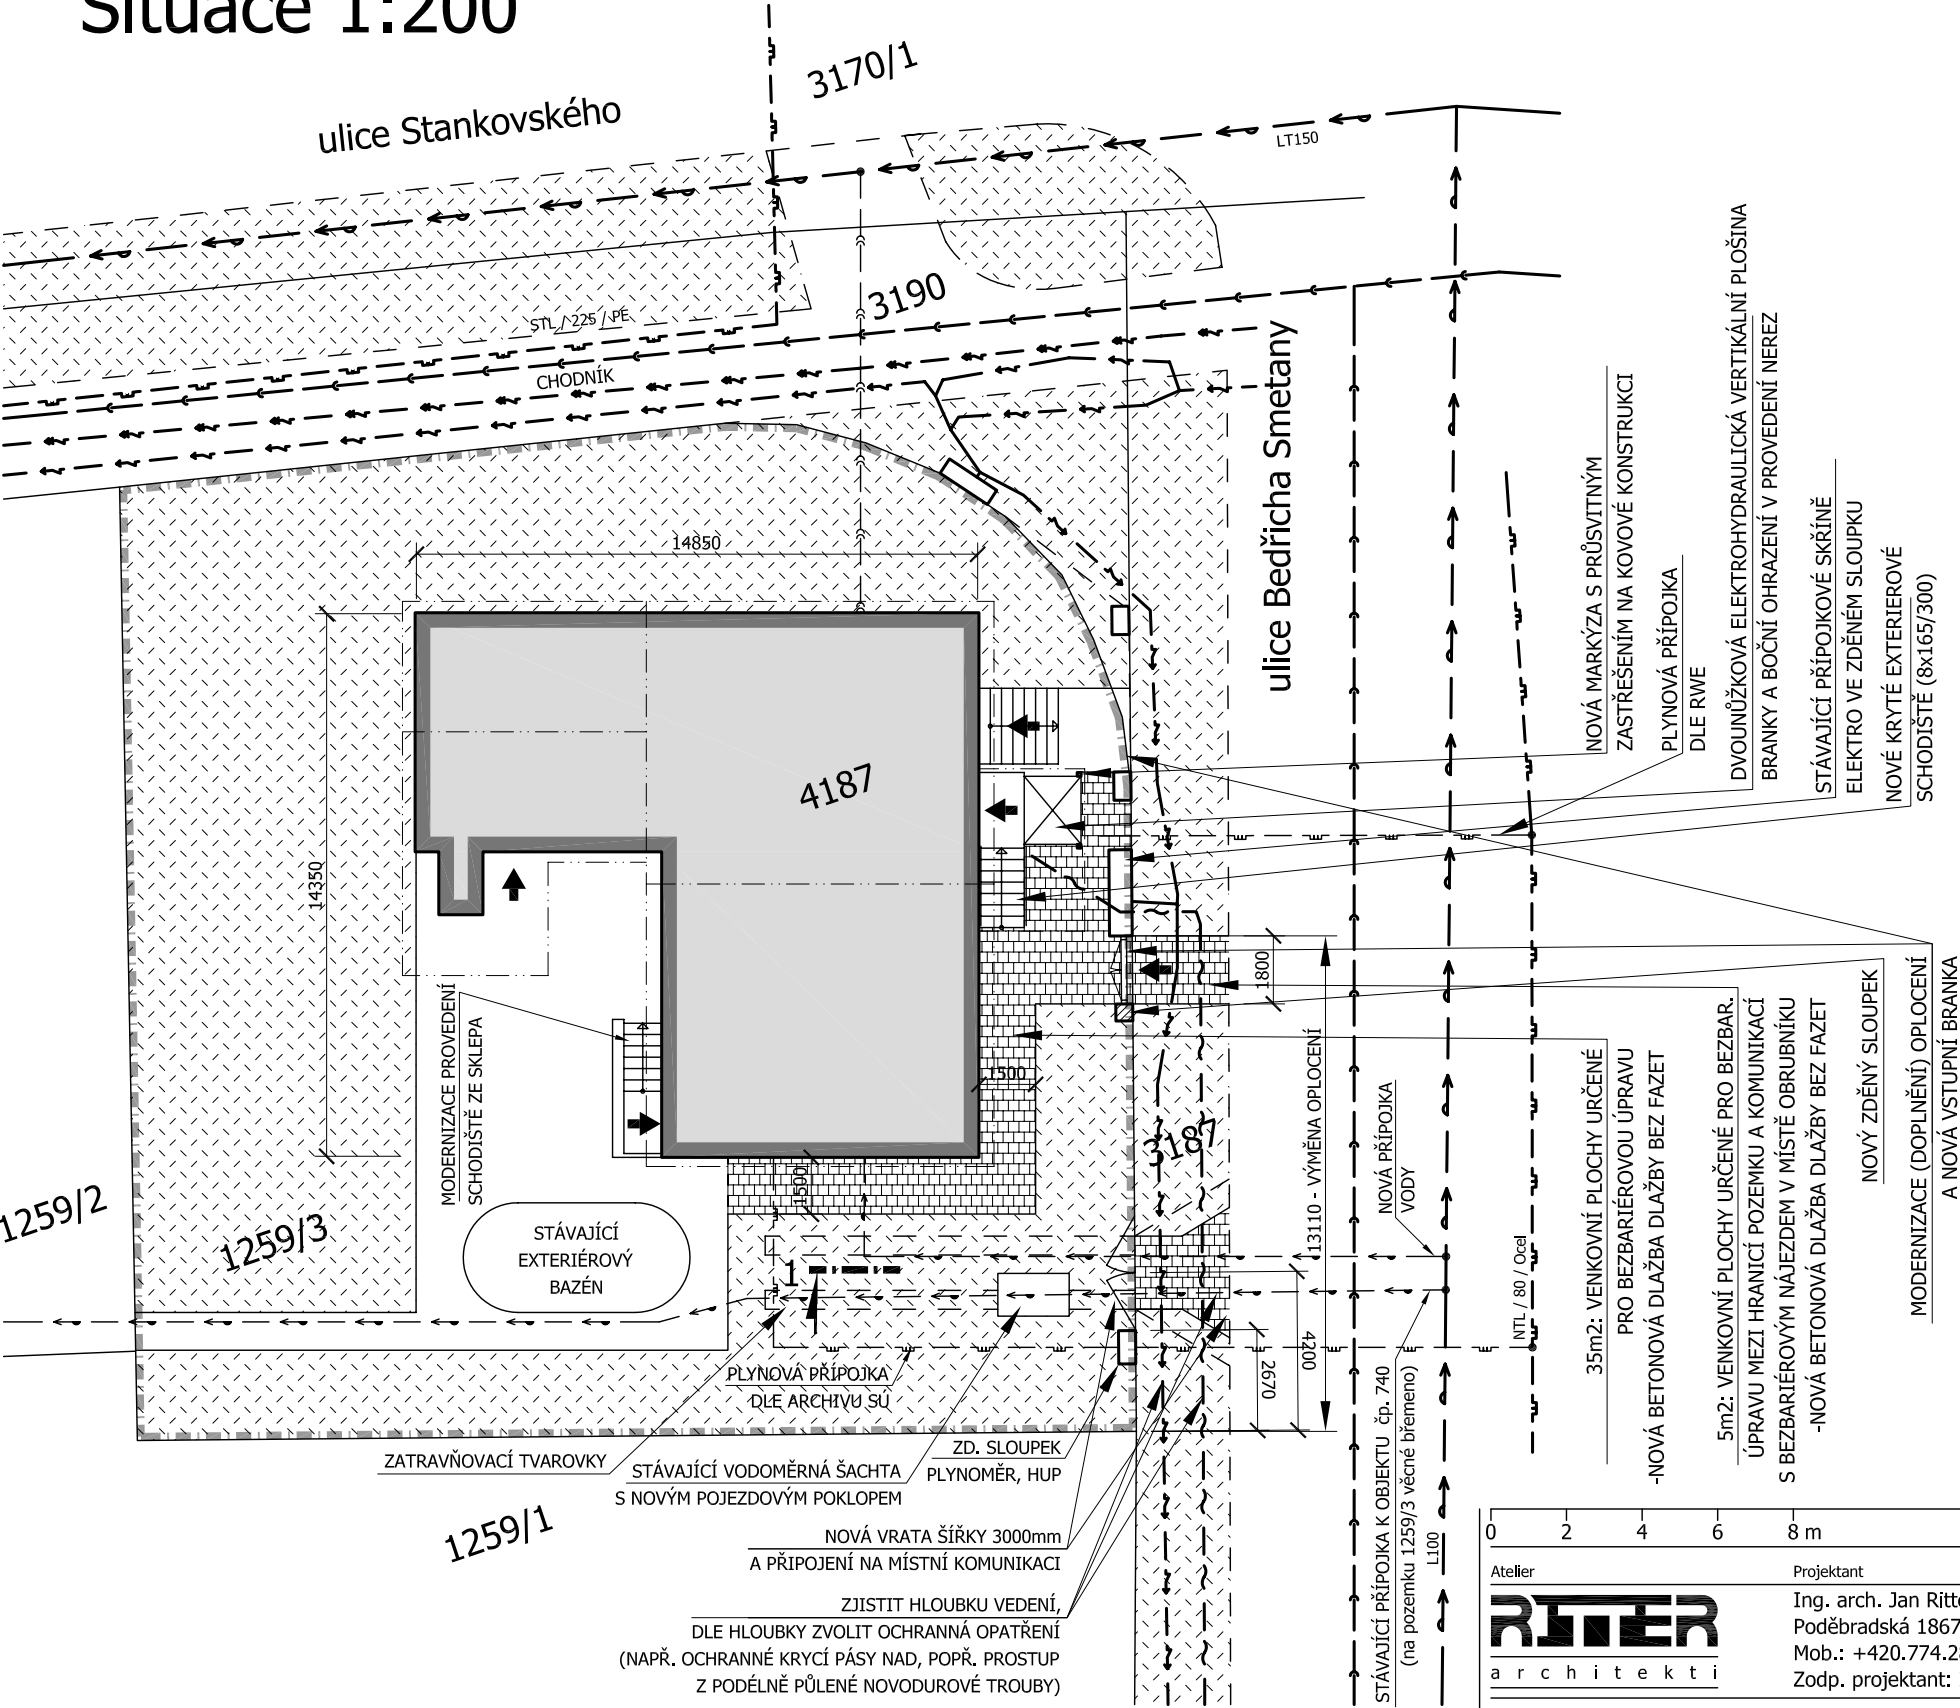 Situace 1:200
3170/1
ulice Stankovského
LT150
3190
STL / 225 / PE
CHODNÍK
ulice Bedřicha Smetany
14850
14350
4187
NOVÁ MARKÝZA S PRŮSVITNÝM
ZASTŘEŠENÍM NA KOVOVÉ KONSTRUKCI
PLYNOVÁ PŘÍPOJKA
DLE RWE
DVOUNŮŽKOVÁ ELEKTROHYDRAULICKÁ VERTIKÁLNÍ PLOŠINA
BRANKY A BOČNÍ OHRAZENÍ V PROVEDENÍ NEREZ
STÁVAJÍCÍ PŘÍPOJKOVÉ SKŘÍNĚ
ELEKTRO VE ZDĚNÉM SLOUPKU
NOVÉ KRYTÉ EXTERIEROVÉ
SCHODIŠTĚ (8x165/300)
MODERNIZACE PROVEDENÍ
SCHODIŠTĚ ZE SKLEPA
1800
1500
1500
13110 - VÝMĚNA OPLOCENÍ
NOVÁ PŘÍPOJKA
VODY
3187
1259/2
1259/3
STÁVAJÍCÍ
EXTERIÉROVÝ
BAZÉN
1
4200
2670
NTL / 80 / Ocel
35m2: VENKOVNÍ PLOCHY URČENÉ
PRO BEZBARIÉROVOU ÚPRAVU
-NOVÁ BETONOVÁ DLAŽBA DLAŽBY BEZ FAZET
5m2: VENKOVNÍ PLOCHY URČENÉ PRO BEZBAR.
ÚPRAVU MEZI HRANICÍ POZEMKU A KOMUNIKACÍ
S BEZBARIÉROVÝM NÁJEZDEM V MÍSTĚ OBRUBNÍKU
-NOVÁ BETONOVÁ DLAŽBA DLAŽBY BEZ FAZET
NOVÝ ZDĚNÝ SLOUPEK
MODERNIZACE (DOPLNĚNÍ) OPLOCENÍ
A NOVÁ VSTUPNÍ BRANKA
PLYNOVÁ PŘÍPOJKA
DLE ARCHIVU SÚ
ZATRAVŇOVACÍ TVAROVKY
STÁVAJÍCÍ VODOMĚRNÁ ŠACHTA
S NOVÝM POJEZDOVÝM POKLOPEM
ZD. SLOUPEK
PLYNOMĚR, HUP
1259/1
NOVÁ VRATA ŠÍŘKY 3000mm
A PŘIPOJENÍ NA MÍSTNÍ KOMUNIKACI
ZJISTIT HLOUBKU VEDENÍ,
DLE HLOUBKY ZVOLIT OCHRANNÁ OPATŘENÍ
(NAPŘ. OCHRANNÉ KRYCÍ PÁSY NAD, POPŘ. PROSTUP
Z PODÉLNĚ PŮLENÉ NOVODUROVÉ TROUBY)
STÁVAJÍCÍ PŘÍPOJKA K OBJEKTU čp. 740
(na pozemku 1259/3 věcné břemeno)
L100
0 2 4 6 8 m
Atelier
RITTER
architekti
Projektant
Ing. arch. Jan
Poděbradská 1867
Mob.: +420.774.2
Zodp. projektant: